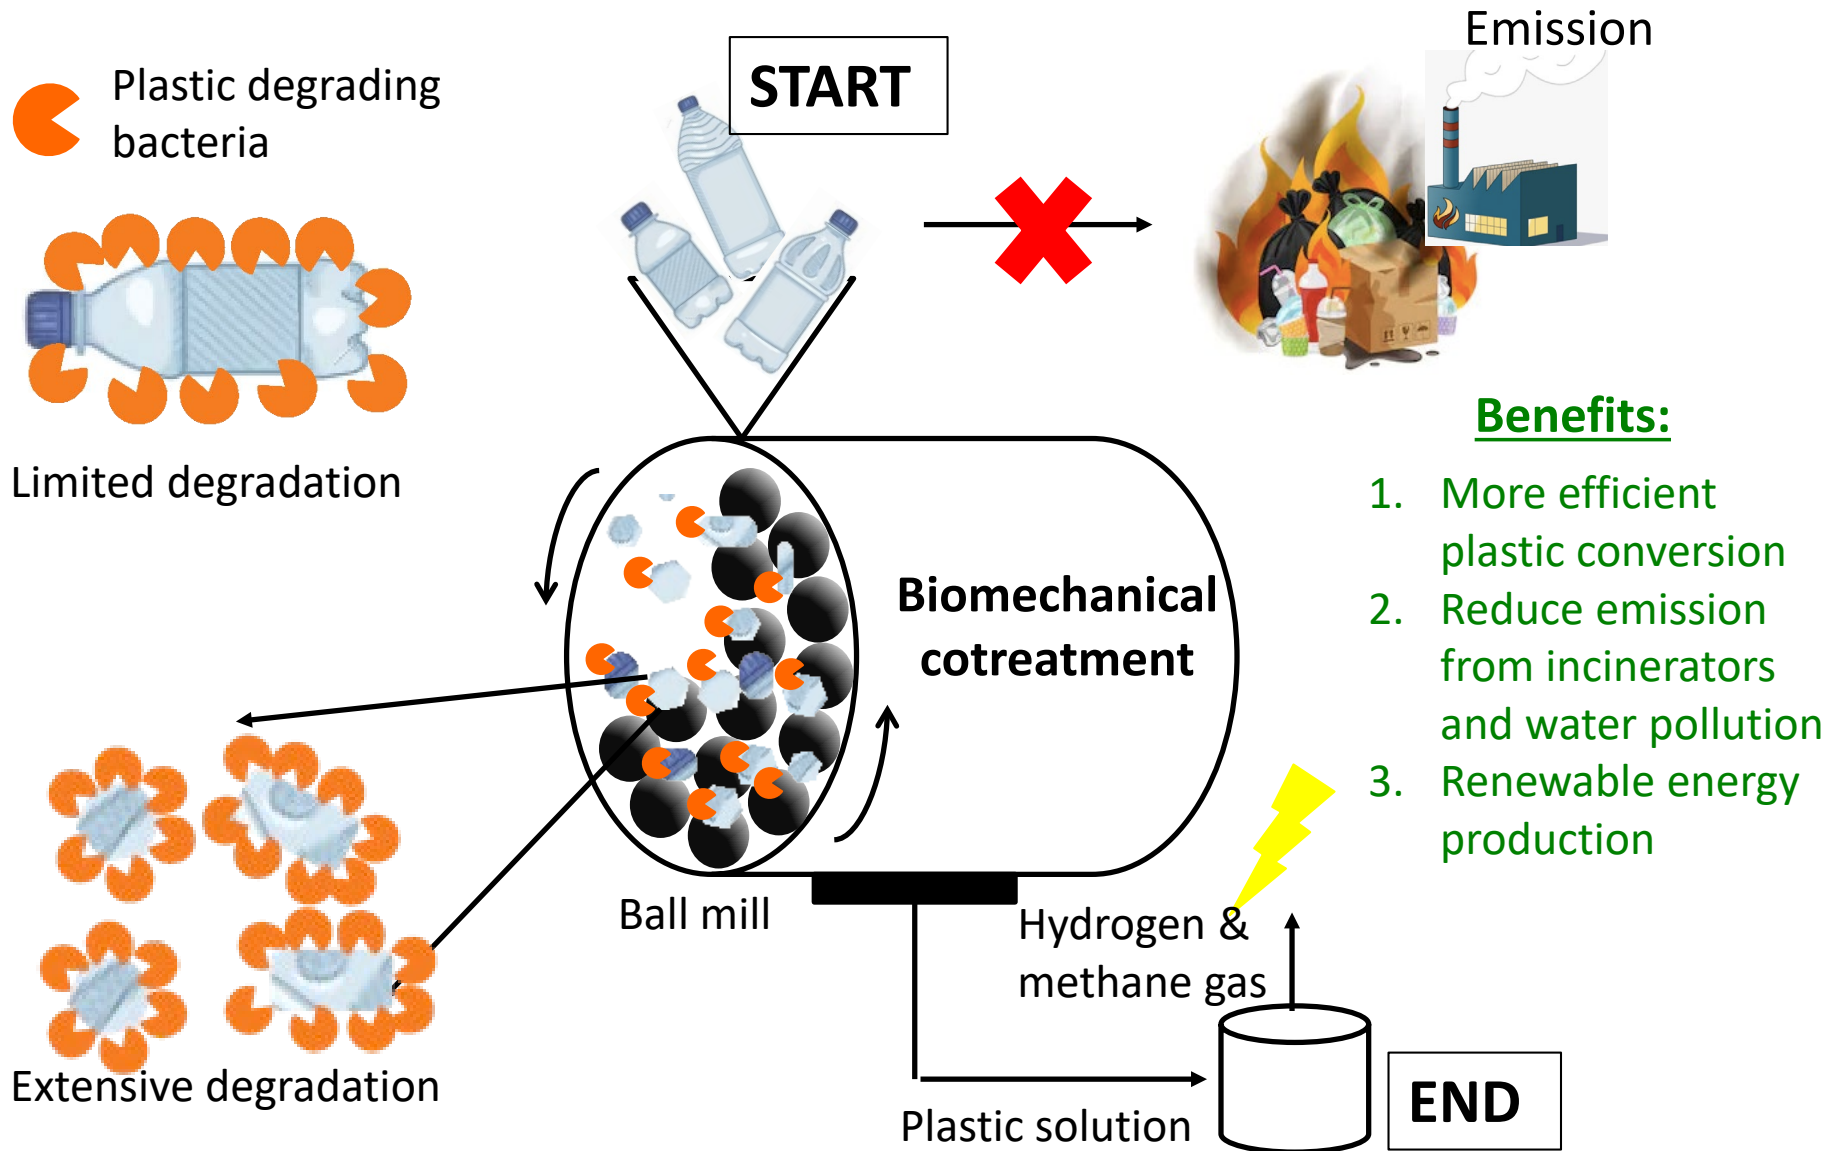 Plastic degrading
bacteria
START
Emission
Limited degradation
Benefits:
1. More efficient
plastic conversion
2. Reduce emission
from incinerators
and water pollution
3. Renewable energy
production
Biomechanical
cotreatment
Ball mill
Hydrogen &
methane gas
Extensive degradation
Plastic solution
END